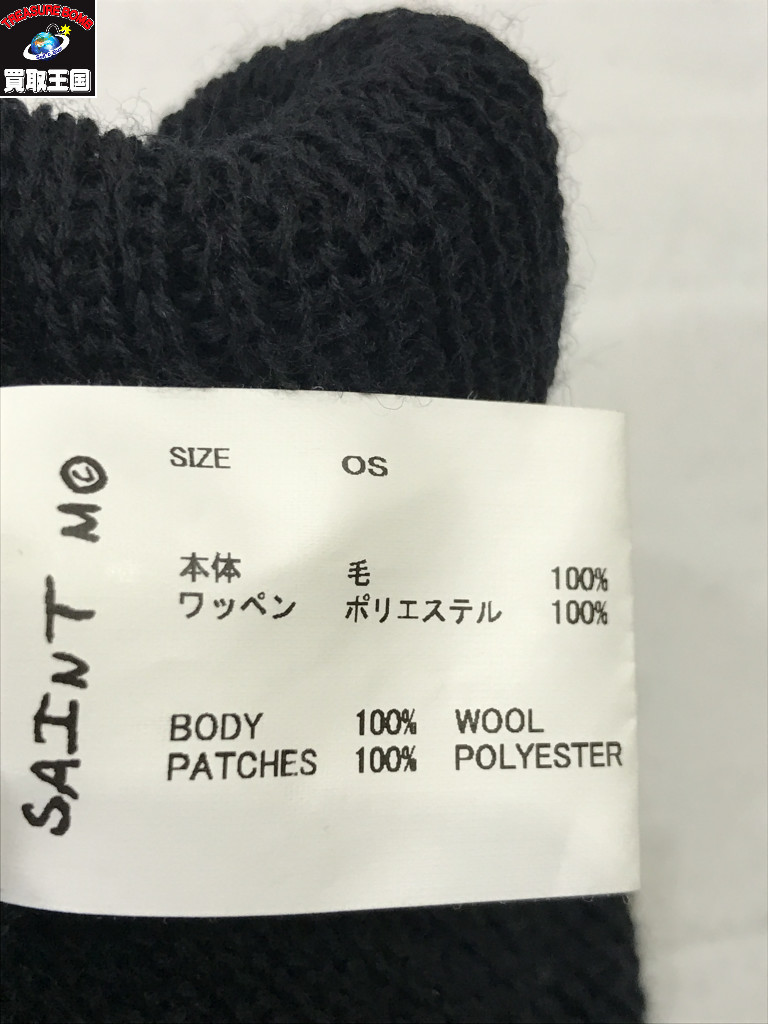 TREASURE BOMB
買取王国
SAINT M©
SIZE OS
本体 毛 100%
ワッペン ポリエステル 100%
BODY 100% WOOL
PATCHES 100% POLYESTER